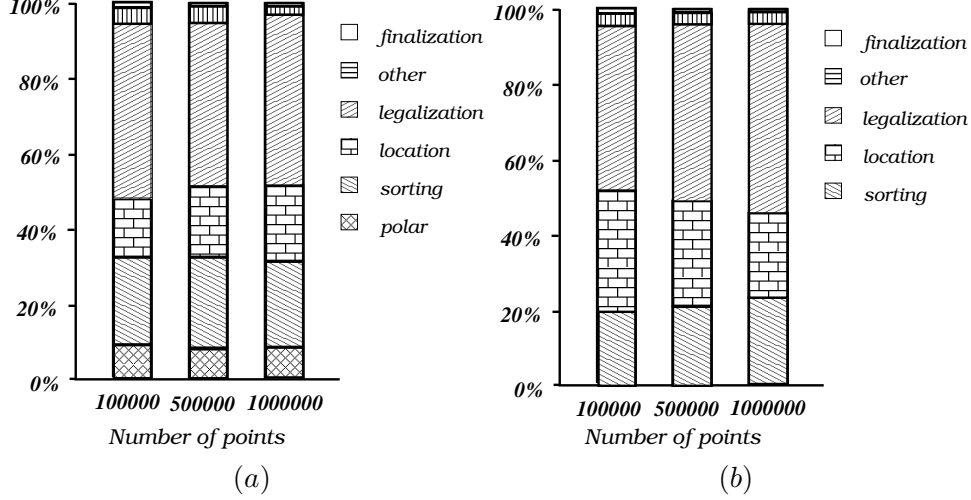 100%
80%
60%
40%
20%
0%
100000 500000 1000000
Number of points
finalization
other
legalization
location
sorting
polar
(a)
100%
80%
60%
40%
20%
0%
100000 500000 1000000
Number of points
finalization
other
legalization
location
sorting
(b)